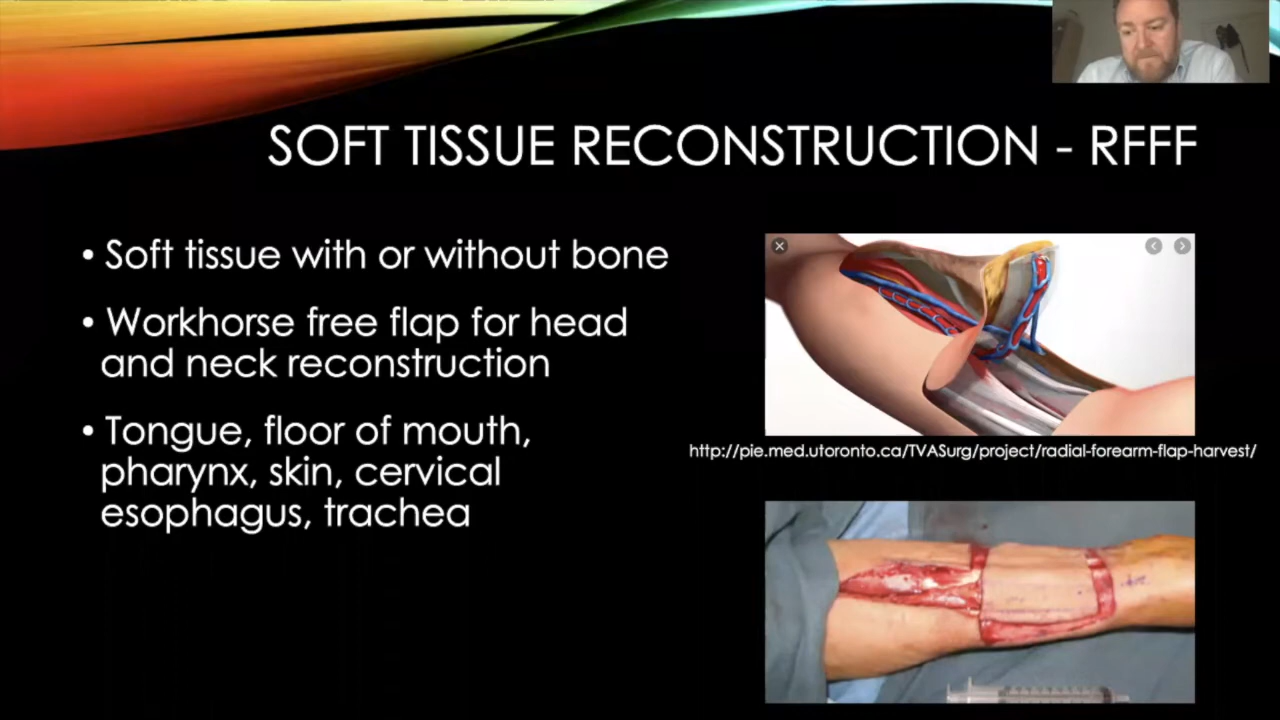 SOFT TISSUE RECONSTRUCTION - RFFF
• Soft tissue with or without bone
• Workhorse free flap for head
and neck reconstruction
• Tongue, floor of mouth,
pharynx, skin, cervical
esophagus, trachea
http://pie.med.utoronto.ca/TVASurg/project/radial-forearm-flap-harvest/